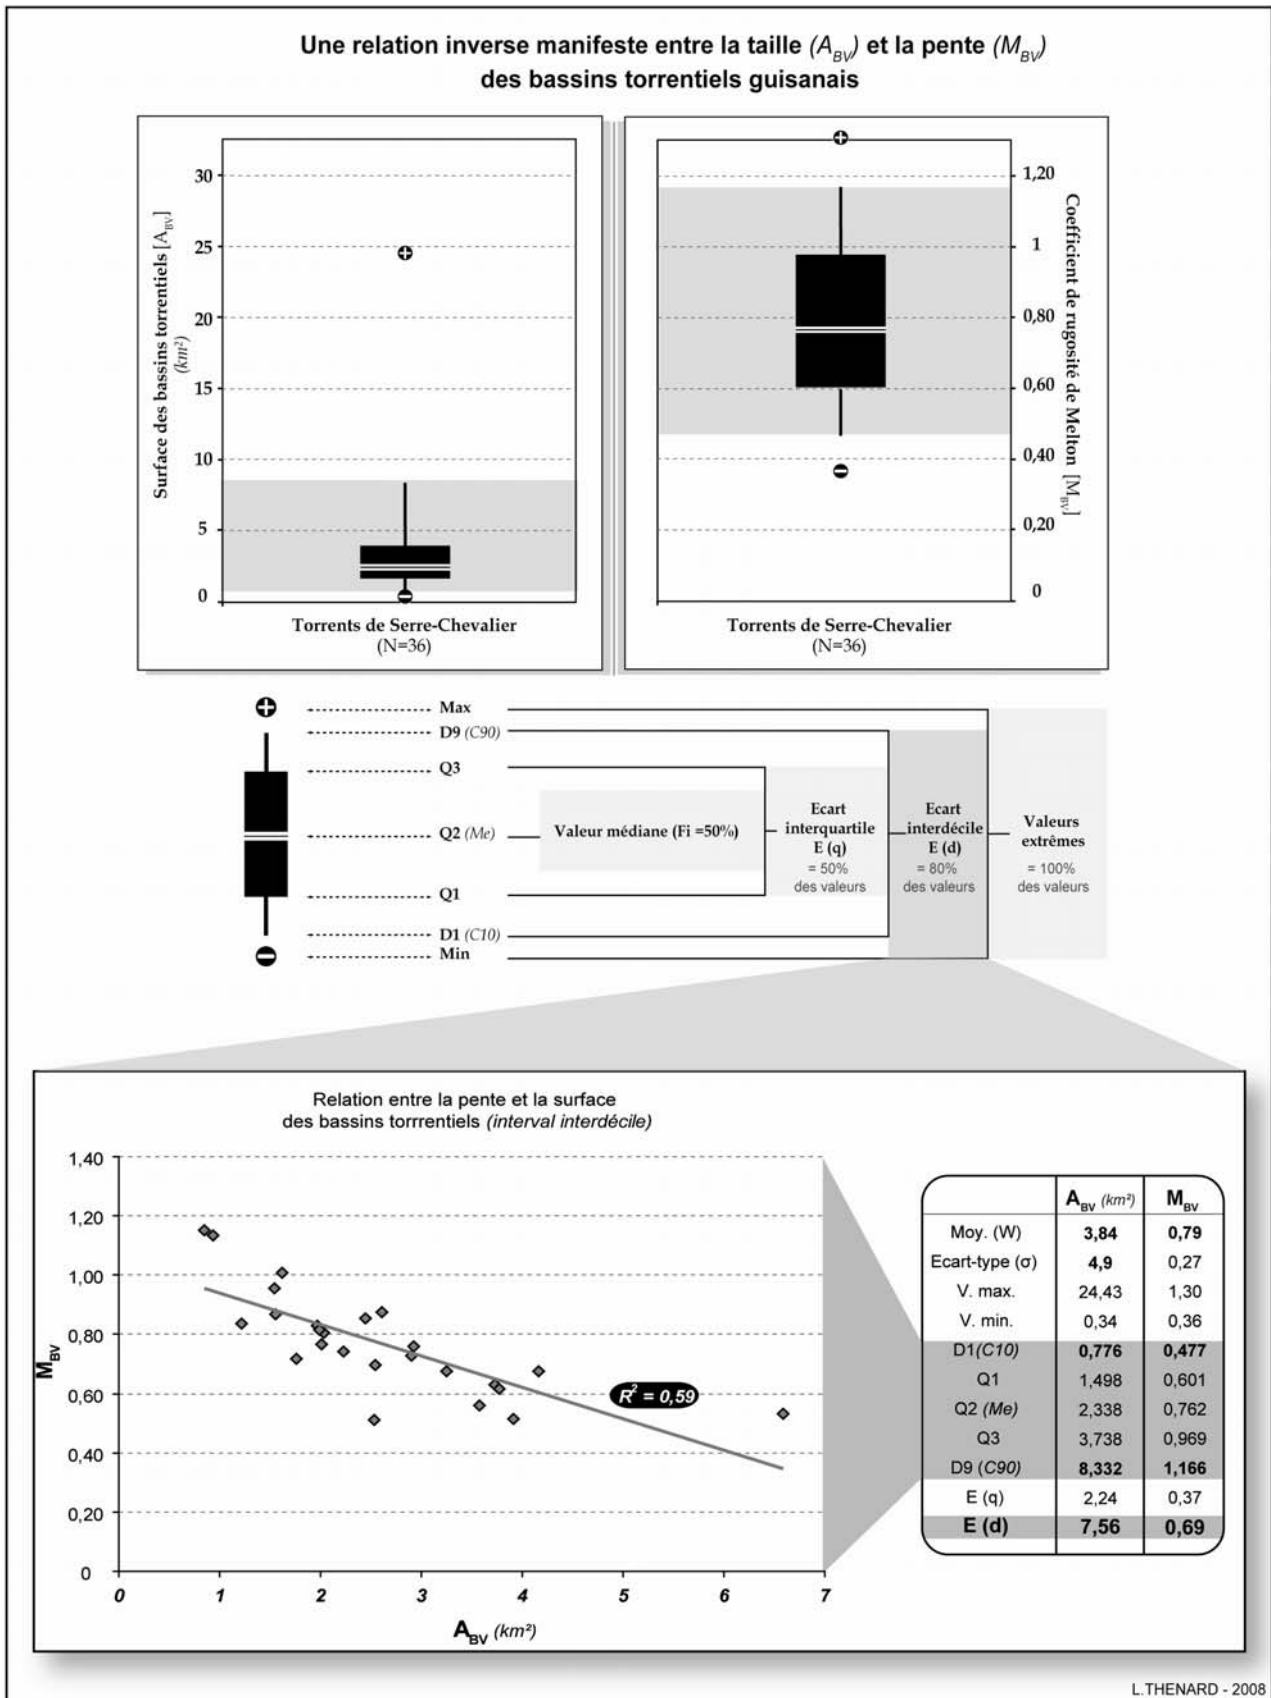 Une relation inverse manifeste entre la taille (A_BV) et la pente (M_BV)
des bassins torrentiels guisanais
Surface des bassins torrentiels [A_BV]
(km²)
30
25
20
15
10
5
0
Torrents de Serre-Chevalier
(N=36)
Coefficient de rugosité de Melton [M_BV]
1,20
1
0,80
0,60
0,40
0,20
0
Torrents de Serre-Chevalier
(N=36)
Max
D9 (C90)
Q3
Q2 (Me)
Q1
D1 (C10)
Min
Valeur médiane (Fi =50%)
Ecart
interquartile
E (q)
= 50%
des valeurs
Ecart
interdécile
E (d)
= 80%
des valeurs
Valeurs
extrêmes
= 100%
des valeurs
Relation entre la pente et la surface
des bassins torrrentiels (interval interdécile)
M_BV
1,40
1,20
1,00
0,80
0,60
0,40
0,20
0
R² = 0,59
0 1 2 3 4 5 6 7
A_BV (km²)
A_BV (km²) M_BV
Moy. (W) 3,84 0,79
Ecart-type (σ) 4,9 0,27
V. max. 24,43 1,30
V. min. 0,34 0,36
D1(C10) 0,776 0,477
Q1 1,498 0,601
Q2 (Me) 2,338 0,762
Q3 3,738 0,969
D9 (C90) 8,332 1,166
E (q) 2,24 0,37
E (d) 7,56 0,69
L.THENARD - 2008